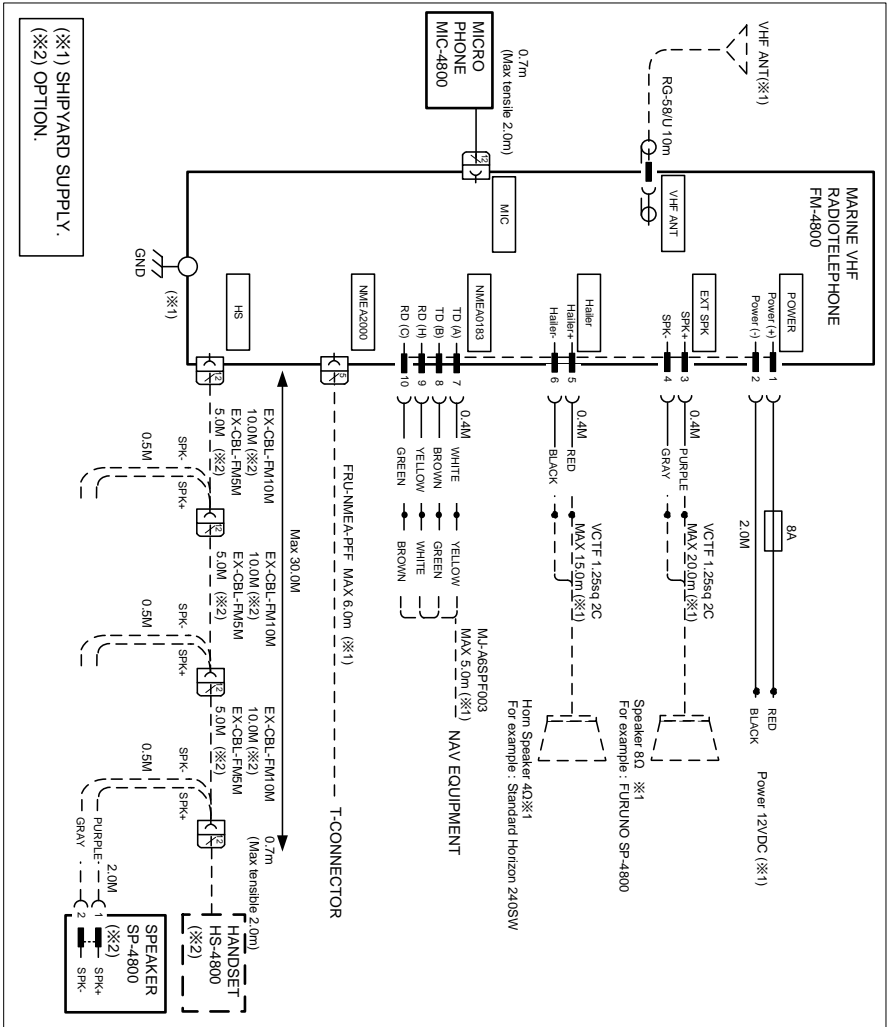 VHF ANT(※1)
RG-58/U 10m
MICRO
PHONE
MIC-4800
0.7m
(Max tensile 2.0m)
(※1) SHIPYARD SUPPLY.
(※2) OPTION.
MARINE VHF
RADIOTELEPHONE
FM-4800
VHF ANT
12
MIC
GND
(※1)
POWER
Power (+)
Power (-)
1
2
8A
2.0M
RED
BLACK
Power 12VDC (※1)
EXT SPK
SPK+
SPK-
3
4
0.4M
PURPLE
GRAY
VCTF 1.25sq 2C
MAX 20.0m (※1)
Speaker 8Ω ※1
For example : FURUNO SP-4800
Hailer
Hailer+
Hailer-
5
6
0.4M
RED
BLACK
VCTF 1.25sq 2C
MAX 15.0m (※1)
Horn Speaker 4Ω※1
For example : Standard Horizon 240SW
NMEA0183
TD (A)
TD (B)
RD (H)
RD (C)
7
8
9
10
0.4M
WHITE
BROWN
YELLOW
GREEN
YELLOW
GREEN
WHITE
BROWN
MJ-A6SPF003
MAX 5.0m (※1)
NAV EQUIPMENT
NMEA2000
5
FRU-NMEA-PFF MAX 6.0m (※1)
T-CONNECTOR
Max 30.0M
HS
12
EX-CBL-FM10M
10.0M (※2)
EX-CBL-FM5M
5.0M (※2)
SPK-
SPK+
0.5M
12
EX-CBL-FM10M
10.0M (※2)
EX-CBL-FM5M
5.0M (※2)
SPK-
SPK+
0.5M
12
EX-CBL-FM10M
10.0M (※2)
EX-CBL-FM5M
5.0M (※2)
SPK-
SPK+
0.5M
12
0.7m
(Max tensible 2.0m)
HANDSET
HS-4800
(※2)
2.0M
PURPLE
GRAY
1
2
SPK+
SPK-
SPEAKER
SP-4800
(※2)